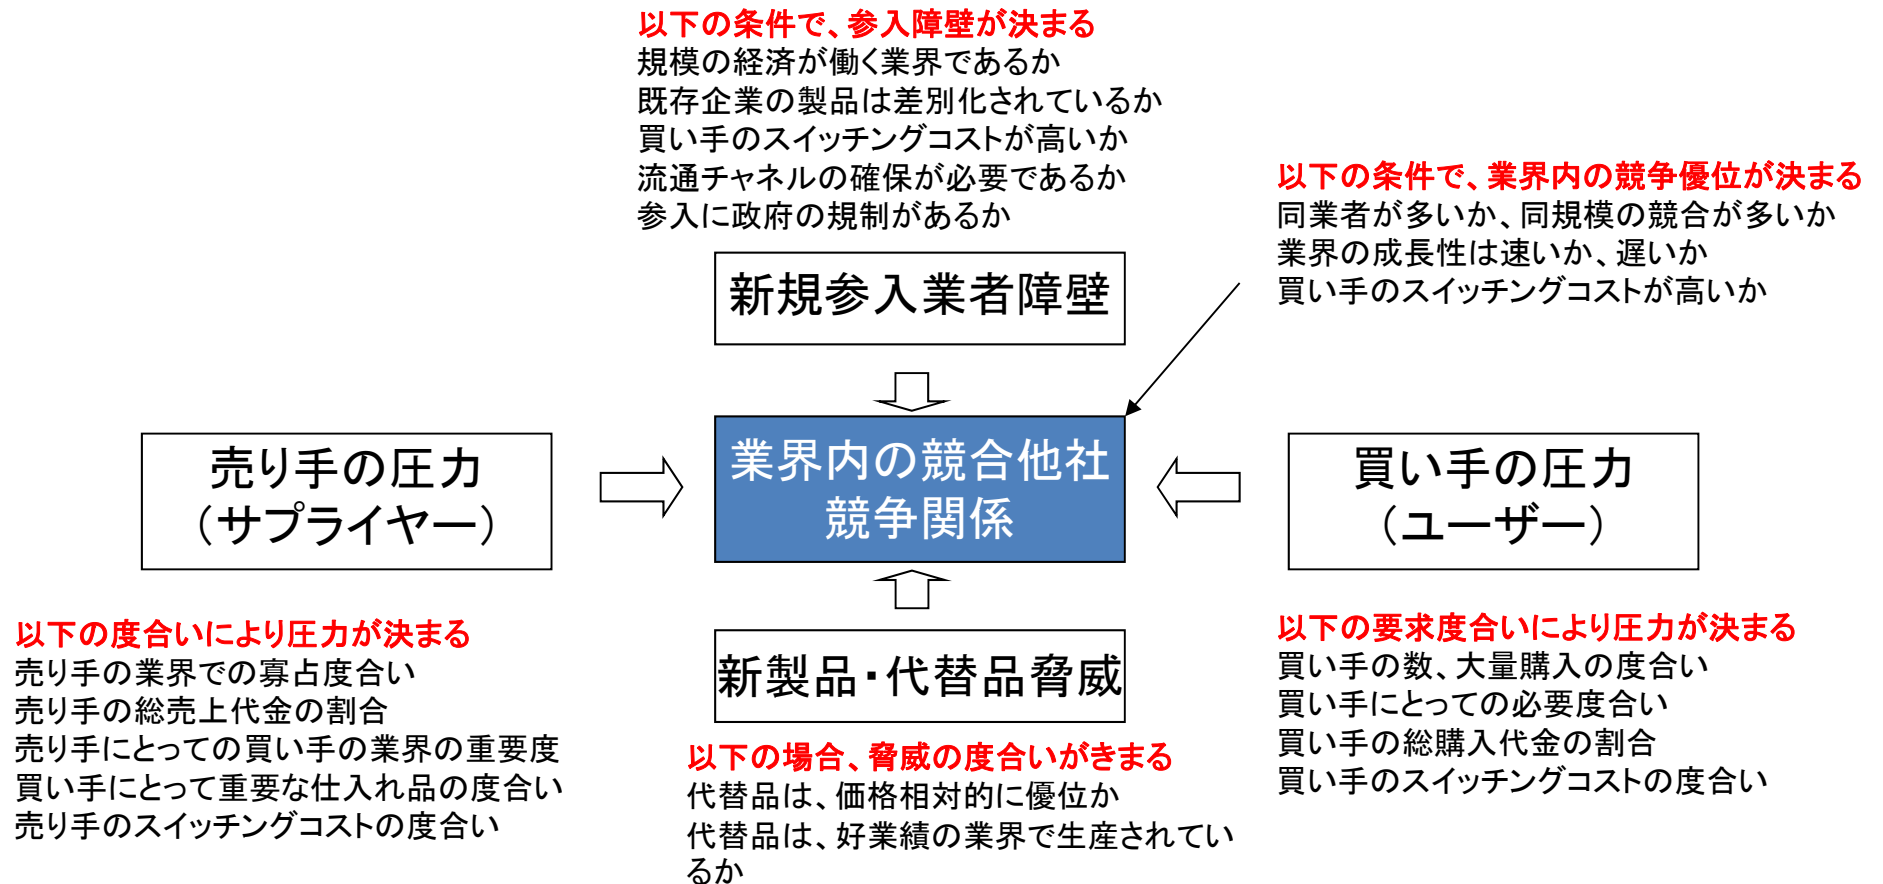 以下の条件で、参入障壁が決まる
規模の経済が働く業界であるか
既存企業の製品は差別化されているか
買い手のスイッチングコストが高いか
流通チャネルの確保が必要であるか
参入に政府の規制があるか
以下の条件で、業界内の競争優位が決まる
同業者が多いか、同規模の競合が多いか
業界の成長性は速いか、遅いか
買い手のスイッチングコストが高いか
新規参入業者障壁
売り手の圧力
（サプライヤー）
業界内の競合他社
競争関係
買い手の圧力
（ユーザー）
以下の度合いにより圧力が決まる
売り手の業界での寡占度合い
売り手の総売上代金の割合
売り手にとっての買い手の業界の重要度
買い手にとって重要な仕入れ品の度合い
売り手のスイッチングコストの度合い
新製品・代替品脅威
以下の場合、脅威の度合いがきまる
代替品は、価格相対的に優位か
代替品は、好業績の業界で生産されてい
るか
以下の要求度合いにより圧力が決まる
買い手の数、大量購入の度合い
買い手にとっての必要度合い
買い手の総購入代金の割合
買い手のスイッチングコストの度合い